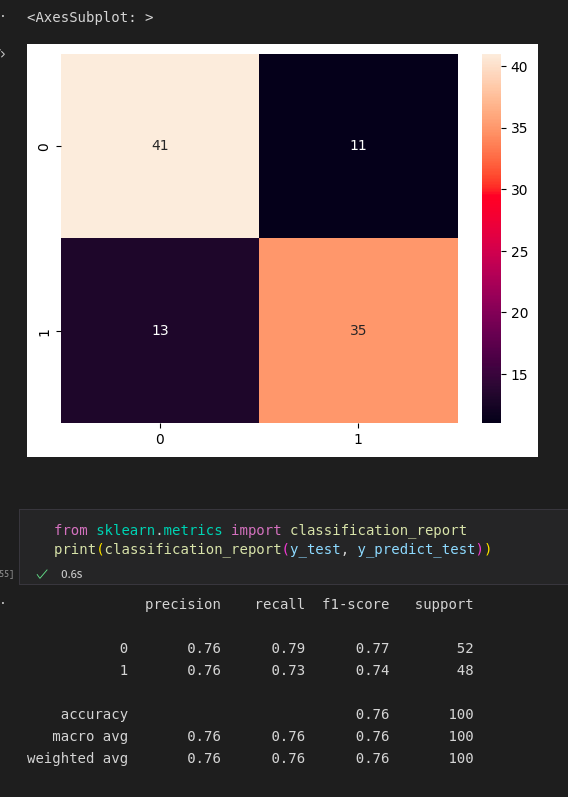 <AxesSubplot: >
41 11
13 35
0
1
0 1
40
35
30
25
20
15
from sklearn.metrics import classification_report
print(classification_report(y_test, y_predict_test))
55]
✓ 0.6s
precision recall f1-score support
0 0.76 0.79 0.77 52
1 0.76 0.73 0.74 48
accuracy 0.76 100
macro avg 0.76 0.76 0.76 100
weighted avg 0.76 0.76 0.76 100